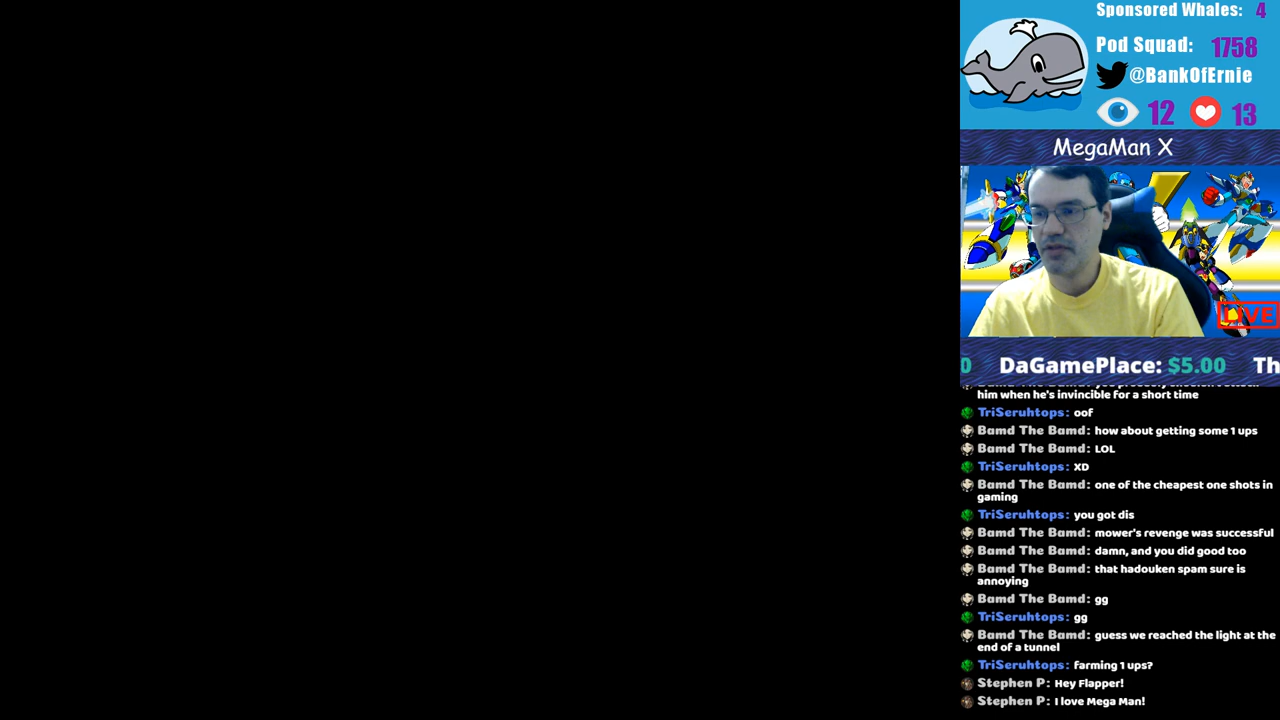 Sponsored Whales: 4
Pod Squad: 1758
@BankOfErnie
12 13
MegaMan X
LIVE
0 DaGamePlace: $5.00 Th
him when he's invincible for a short time
TriSeruhtops: oof
Bamd The Bamd: how about getting some 1 ups
Bamd The Bamd: LOL
TriSeruhtops: XD
Bamd The Bamd: one of the cheapest one shots in
gaming
TriSeruhtops: you got dis
Bamd The Bamd: mower's revenge was successful
Bamd The Bamd: damn, and you did good too
Bamd The Bamd: that hadouken spam sure is
annoying
Bamd The Bamd: gg
TriSeruhtops: gg
Bamd The Bamd: guess we reached the light at the
end of a tunnel
TriSeruhtops: farming 1 ups?
Stephen P: Hey Flapper!
Stephen P: I love Mega Man!